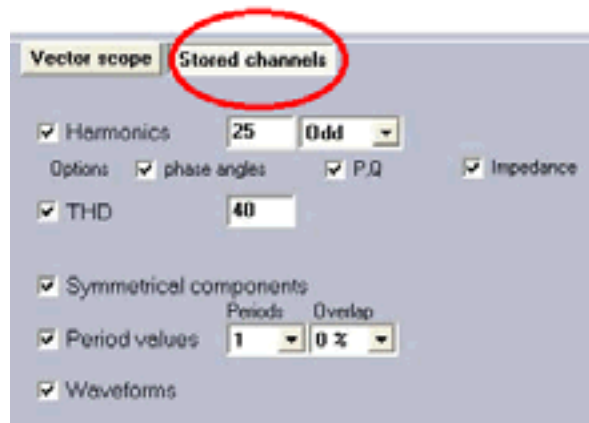 Vector scope Stored channels
Harmonics 25 Odd
Options phase angles P,Q Impedance
THD 40
Symmetrical components
Periods Overlap
Period values 1 0 %
Waveforms